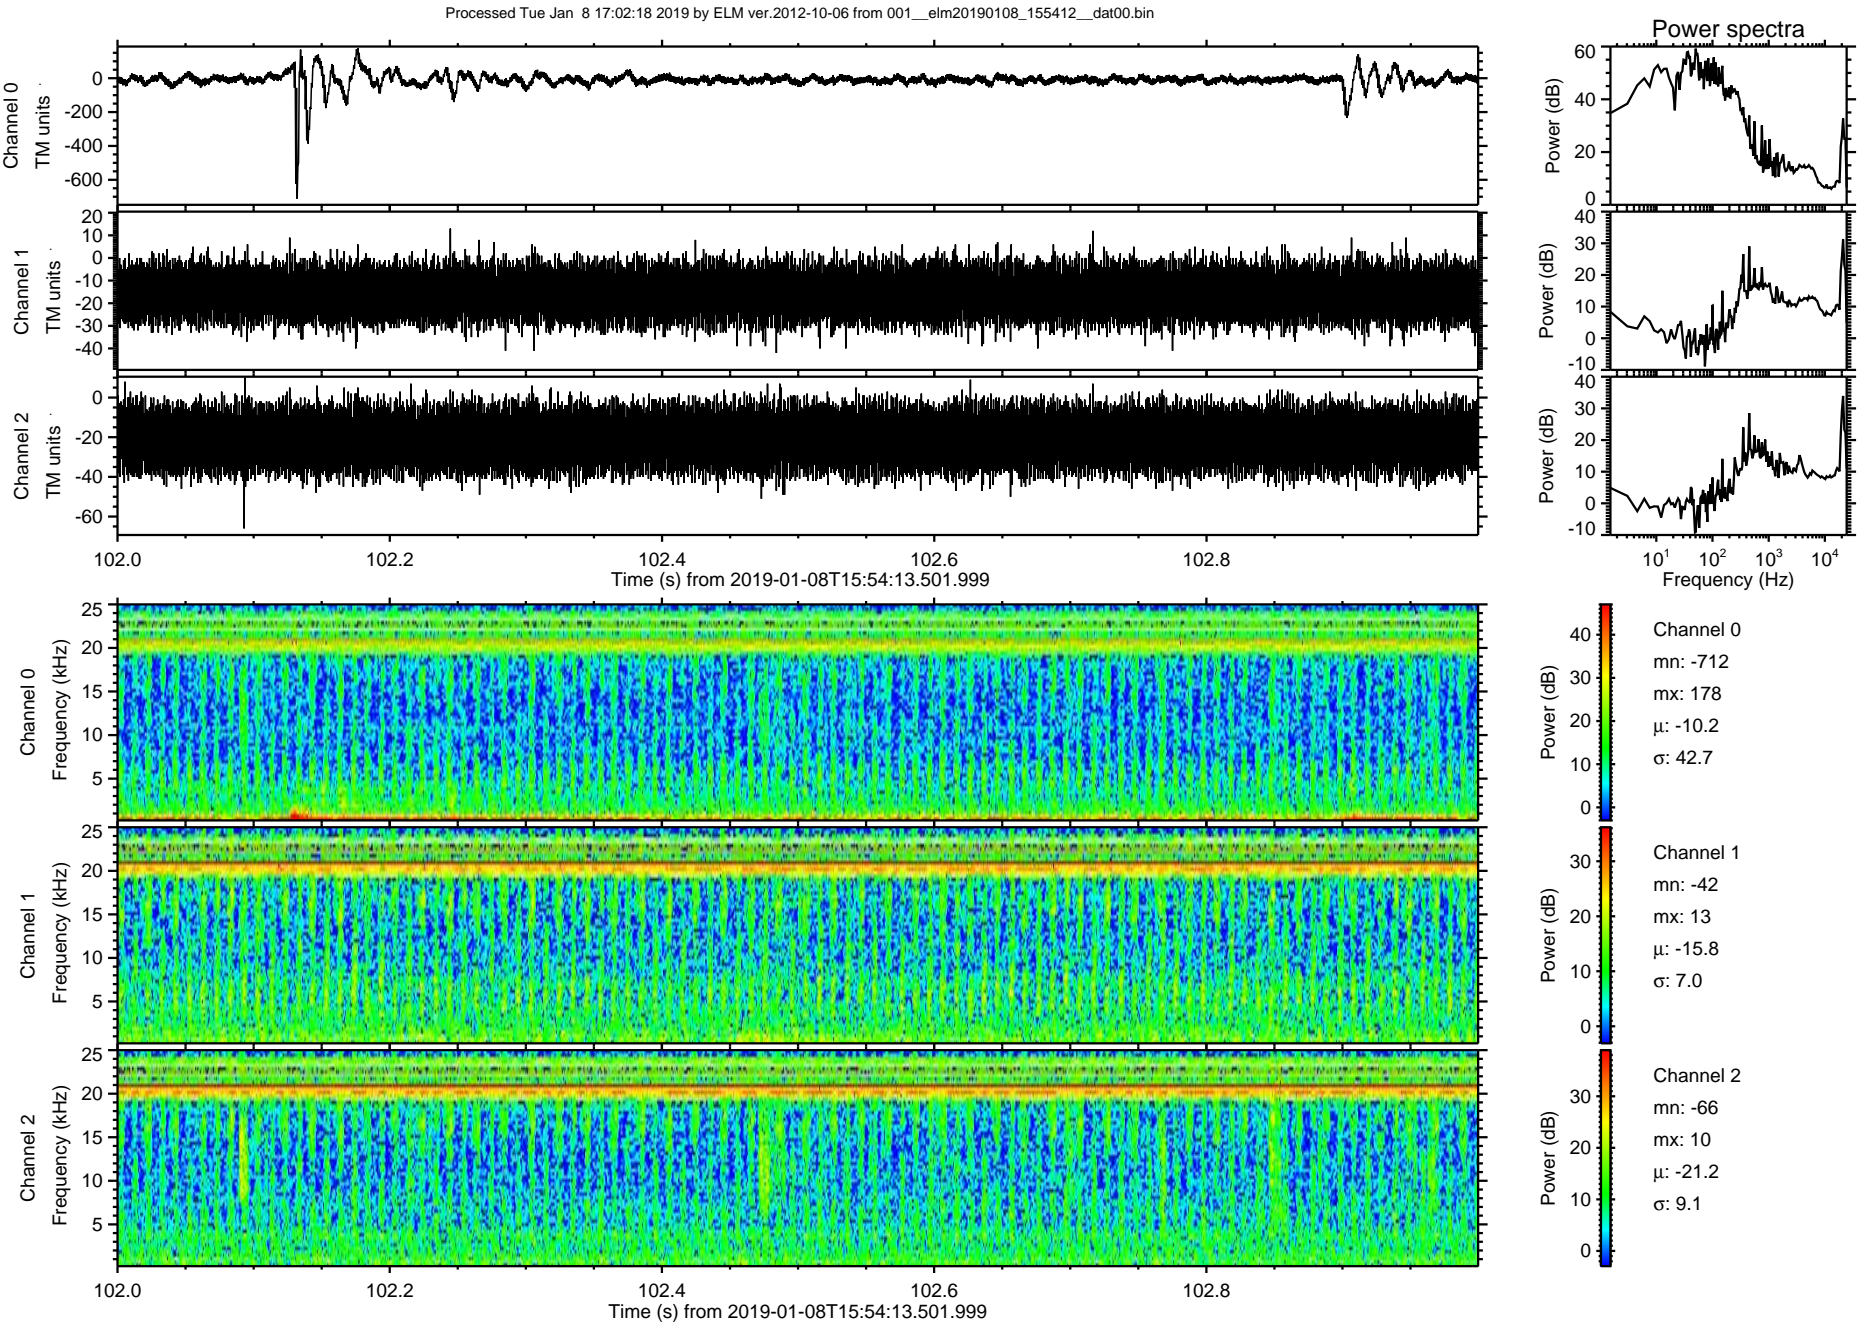 Processed Tue Jan  8 17:02:18 2019 by ELM ver.2012-10-06 from 001__elm20190108_155412__dat00.bin
Power spectra
Channel 0
TM units
0
-200
-400
-600
Power (dB)
60
40
20
0
Channel 1
TM units
20
10
0
-10
-20
-30
-40
Power (dB)
40
30
20
10
0
-10
Channel 2
TM units
0
-20
-40
-60
Power (dB)
40
30
20
10
0
-10
102.0 102.2 102.4 102.6 102.8
Time (s) from 2019-01-08T15:54:13.501.999
10^1 10^2 10^3 10^4
Frequency (Hz)
Channel 0
Frequency (kHz)
25
20
15
10
5
Power (dB)
40
30
20
10
0
Channel 0
mn: -712
mx: 178
µ: -10.2
σ: 42.7
Channel 1
Frequency (kHz)
25
20
15
10
5
Power (dB)
30
20
10
0
Channel 1
mn: -42
mx: 13
µ: -15.8
σ: 7.0
Channel 2
Frequency (kHz)
25
20
15
10
5
Power (dB)
30
20
10
0
Channel 2
mn: -66
mx: 10
µ: -21.2
σ: 9.1
102.0 102.2 102.4 102.6 102.8
Time (s) from 2019-01-08T15:54:13.501.999